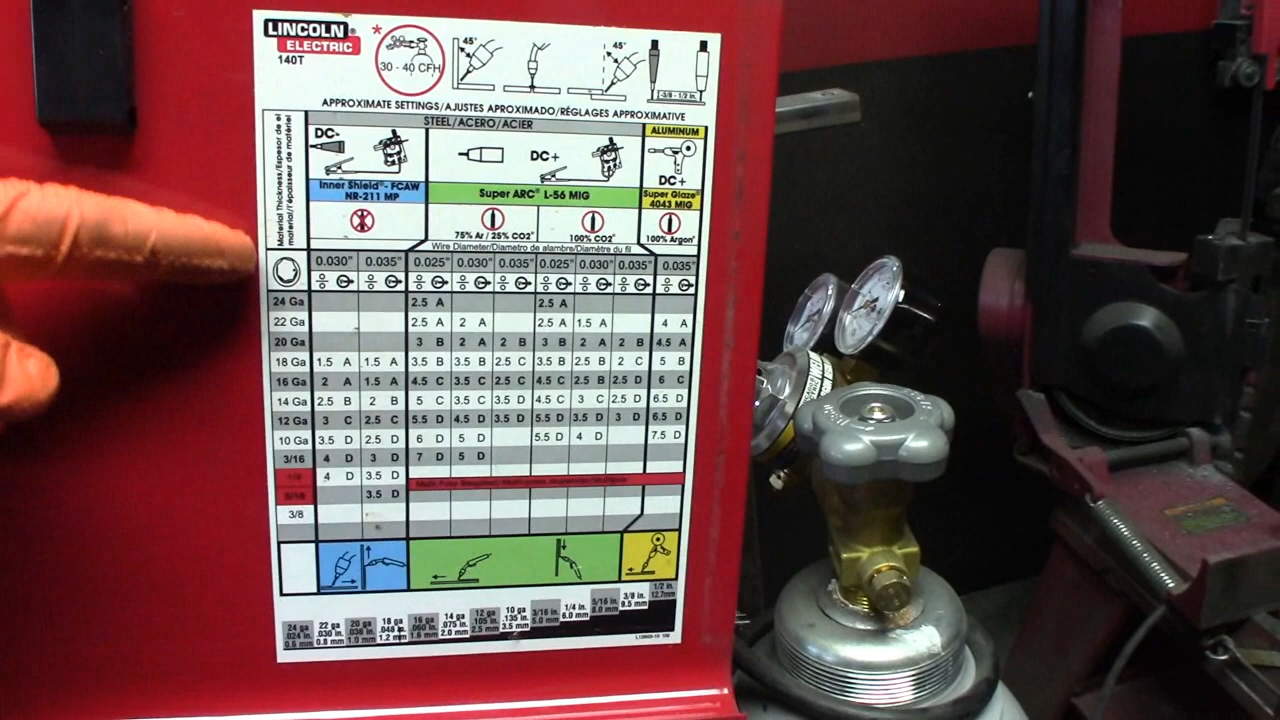 LINCOLN ®
ELECTRIC
140T
*
30 - 40 CFH
45°
45°
3/8 - 1/2 in.
APPROXIMATE SETTINGS/AJUSTES APROXIMADO/RÉGLAGES APPROXIMATIVE
Material Thickness/Espesor de el
material/l'épaisseur de matériel
STEEL/ACERO/ACIER
ALUMINUM
DC-
DC+
DC+
Inner Shield®- FCAW
NR-211 MP
Super ARC® L-56 MIG
Super Glaze®
4043 MIG
75% Ar / 25% CO2*
100% CO2*
100% Argon*
Wire Diameter/Diametro de alambre/Diamètre du fil
0.030" 0.035" 0.025" 0.030" 0.035" 0.025" 0.030" 0.035" 0.035"
24 Ga 2.5 A 2.5 A
22 Ga 2.5 A 2 A 2.5 A 1.5 A 4 A
20 Ga 3 B 2 A 2 B 3 B 2 A 2 B 4.5 A
18 Ga 1.5 A 1.5 A 3.5 B 3.5 B 2.5 C 3.5 B 2.5 B 2 C 5 B
16 Ga 2 A 1.5 A 4.5 C 3.5 C 2.5 C 4.5 C 2.5 B 2.5 D 6 C
14 Ga 2.5 B 2 B 5 C 3.5 C 3.5 D 4.5 C 3 C 2.5 D 6.5 D
12 Ga 3 C 2.5 C 5.5 D 4.5 D 3.5 D 5.5 D 3.5 D 3 D 6.5 D
10 Ga 3.5 D 2.5 D 6 D 5 D 5.5 D 4 D 7.5 D
3/16 4 D 3 D 7 D 5 D
1/4 4 D 3.5 D
5/16 3.5 D
3/8
24 ga .024 in. 0.6 mm
22 ga .030 in. 0.8 mm
20 ga .036 in. 1.0 mm
18 ga .048 in. 1.2 mm
16 ga .060 in. 1.6 mm
14 ga .075 in. 2.0 mm
12 ga .105 in. 2.5 mm
10 ga .135 in. 3.5 mm
3/16 in. 5.0 mm
1/4 in. 6.0 mm
5/16 in. 8.0 mm
3/8 in. 9.5 mm
1/2 in. 12.7mm